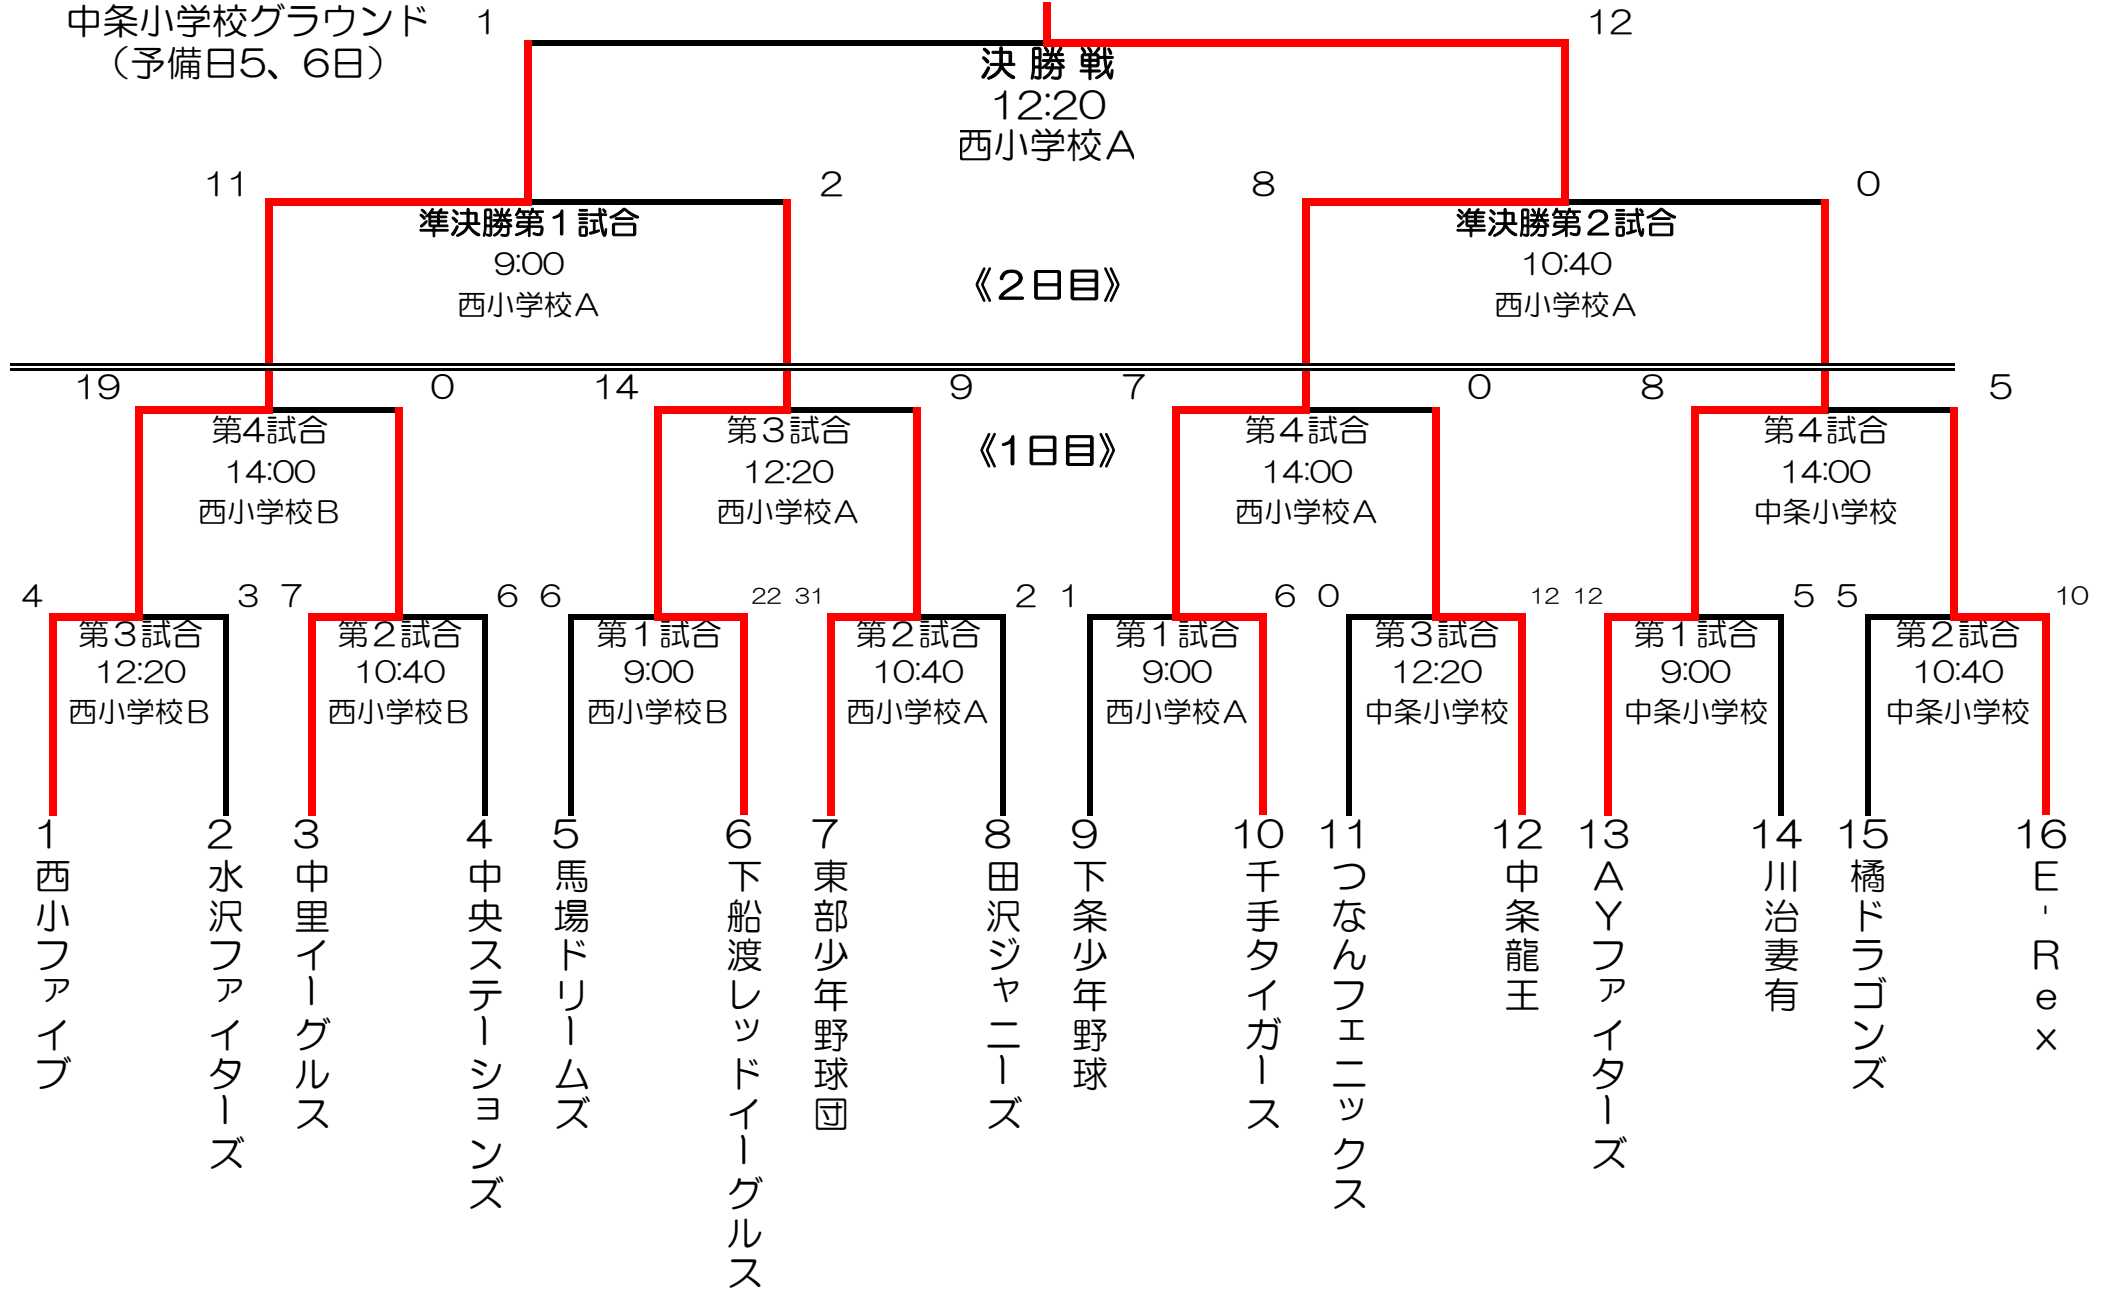 中条小学校グラウンド
(予備日5、6日)
1
12
決勝戦
12:20
西小学校A
11
2
8
0
準決勝第1試合
9:00
西小学校A
準決勝第2試合
10:40
西小学校A
《2日目》
19
0
14
9
7
0
8
5
第4試合
14:00
西小学校B
第3試合
12:20
西小学校A
《1日目》
第4試合
14:00
西小学校A
第4試合
14:00
中条小学校
4
3
7
6
6
22
31
2
1
6
0
12
12
5
5
10
第3試合
12:20
西小学校B
第2試合
10:40
西小学校B
第1試合
9:00
西小学校B
第2試合
10:40
西小学校A
第1試合
9:00
西小学校A
第3試合
12:20
中条小学校
第1試合
9:00
中条小学校
第2試合
10:40
中条小学校
1
西小ファイブ
2
水沢ファイターズ
3
中里イーグルス
4
中央ステーションズ
5
馬場ドリームズ
6
下船渡レッドイーグルス
7
東部少年野球団
8
田沢ジャニーズ
9
下条少年野球
10
千手タイガース
11
つなんフェニックス
12
中条龍王
13
AYファイターズ
14
川治妻有
15
橘ドラゴンズ
16
E-Rex